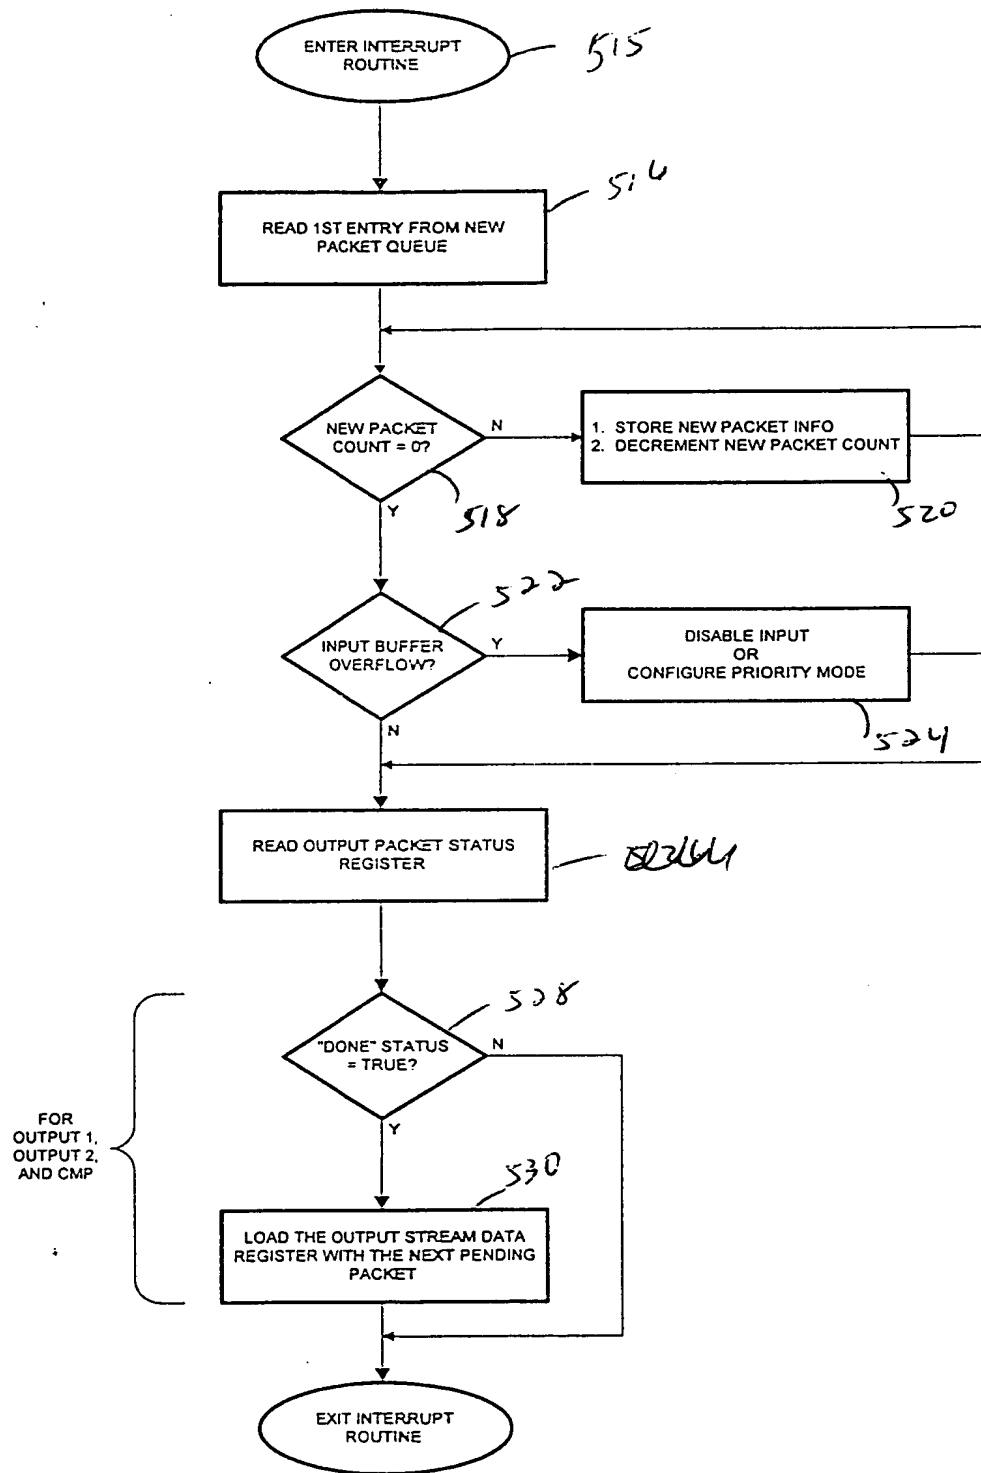 ENTER INTERRUPT
ROUTINE
515
READ 1ST ENTRY FROM NEW
PACKET QUEUE
516
NEW PACKET
COUNT = 0?
N
Y
518
1. STORE NEW PACKET INFO
2. DECREMENT NEW PACKET COUNT
520
INPUT BUFFER
OVERFLOW?
522
Y
N
DISABLE INPUT
OR
CONFIGURE PRIORITY MODE
524
READ OUTPUT PACKET STATUS
REGISTER
"DONE" STATUS
= TRUE?
528
N
Y
FOR
OUTPUT 1,
OUTPUT 2,
AND CMP
530
LOAD THE OUTPUT STREAM DATA
REGISTER WITH THE NEXT PENDING
PACKET
EXIT INTERRUPT
ROUTINE